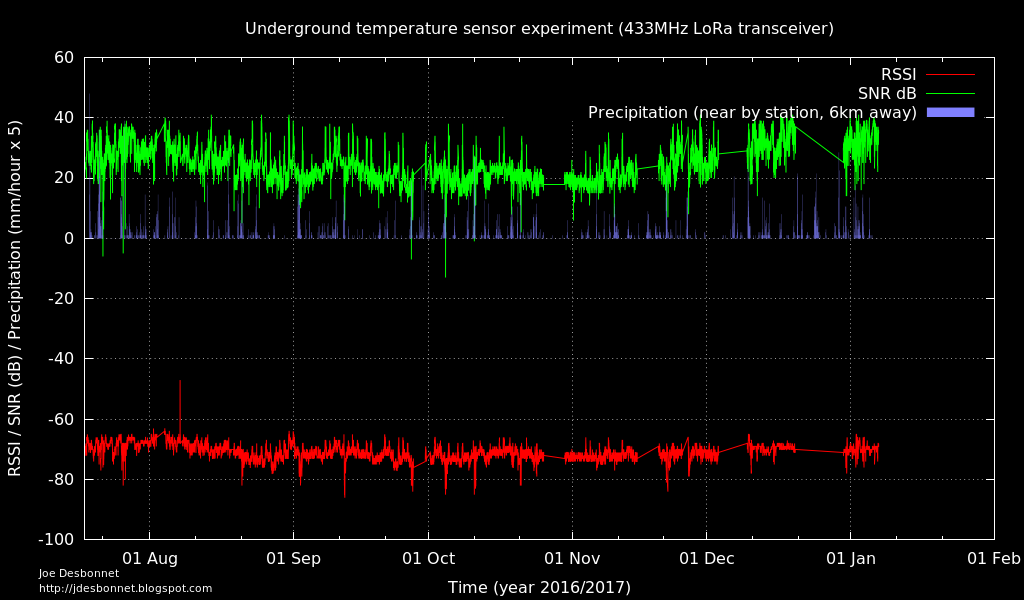 Underground temperature sensor experiment (433MHz LoRa transceiver)
RSSI
SNR dB
Precipitation (near by station, 6km away)
60
40
20
0
-20
-40
-60
-80
-100
RSSI / SNR (dB) / Precipitation (mm/hour x 5)
01 Aug 01 Sep 01 Oct 01 Nov 01 Dec 01 Jan 01 Feb
Time (year 2016/2017)
Joe Desbonnet
http://jdesbonnet.blogspot.com